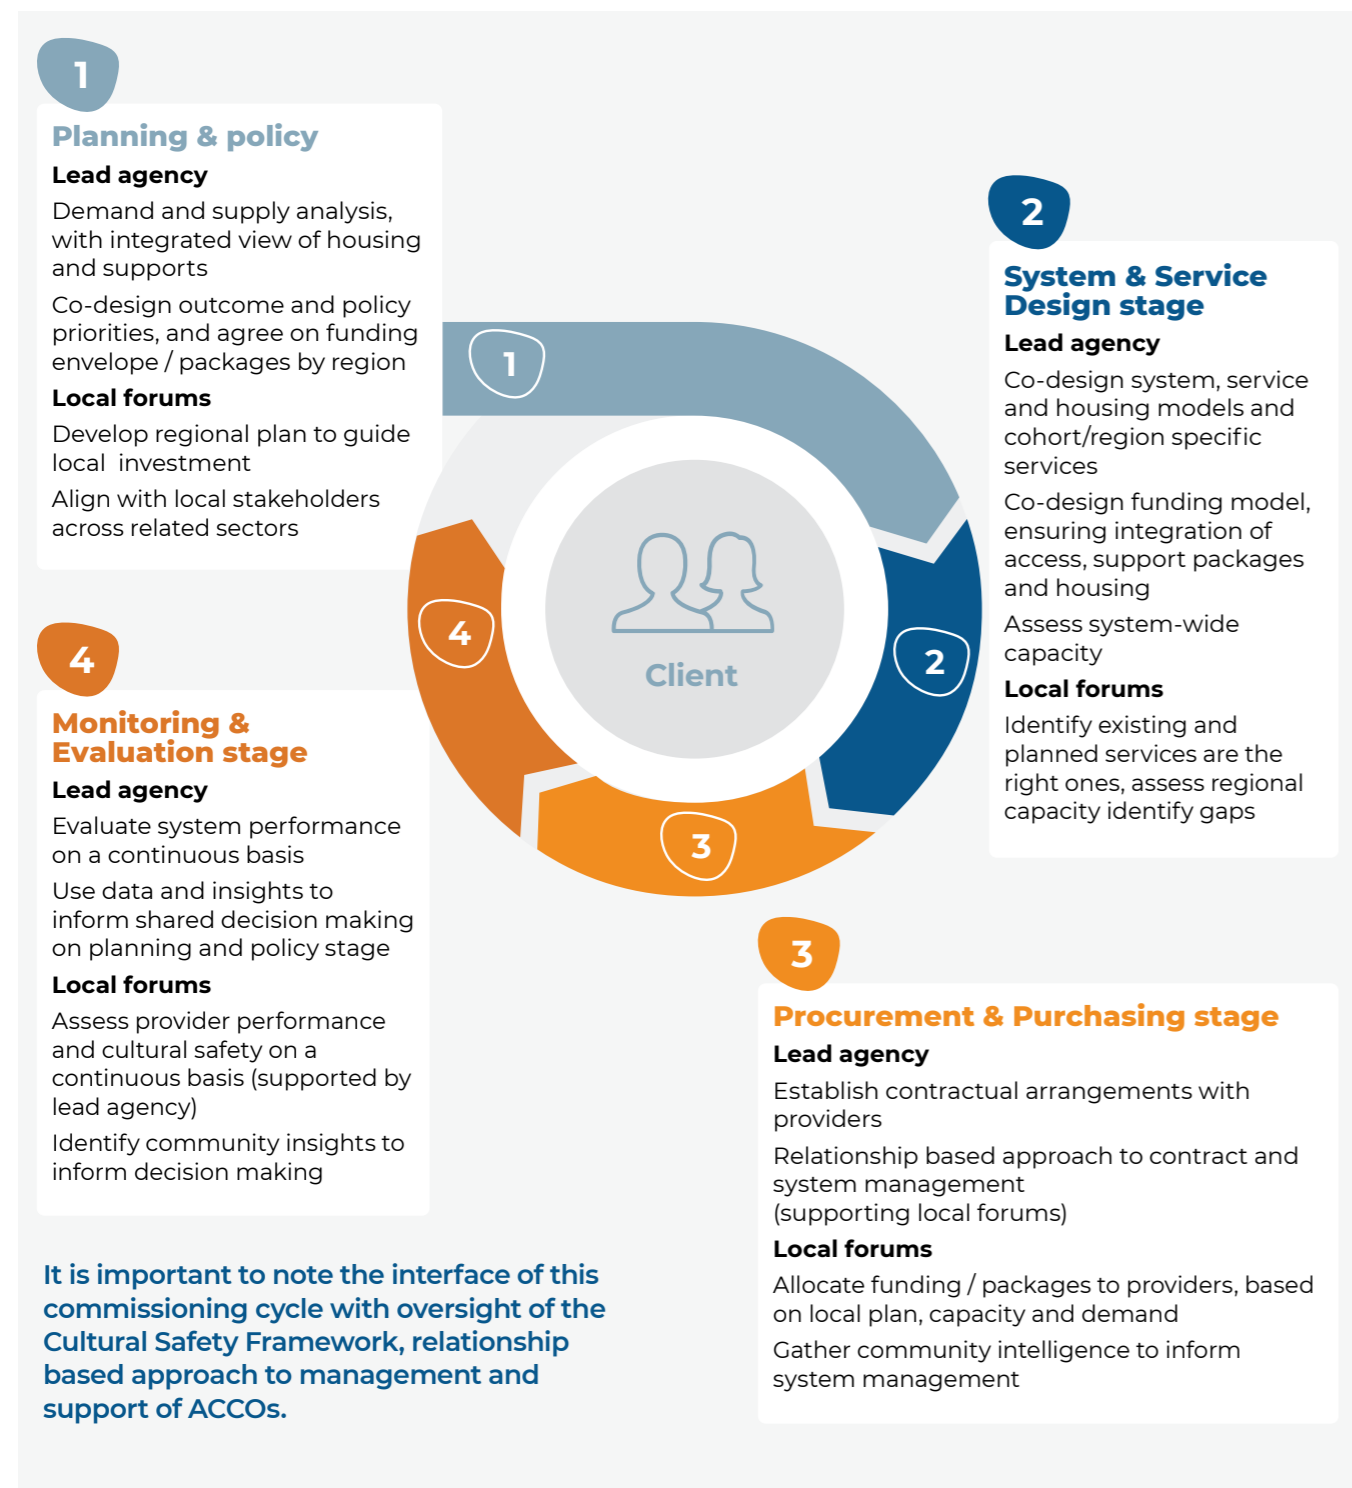 1
Planning & policy
Lead agency
Demand and supply analysis,
with integrated view of housing
and supports
Co-design outcome and policy
priorities, and agree on funding
envelope / packages by region
Local forums
Develop regional plan to guide
local investment
Align with local stakeholders
across related sectors
2
System & Service
Design stage
Lead agency
Co-design system, service
and housing models and
cohort/region specific
services
Co-design funding model,
ensuring integration of
access, support packages
and housing
Assess system-wide
capacity
Local forums
Identify existing and
planned services are the
right ones, assess regional
capacity identify gaps
1
2
3
4
Client
4
Monitoring &
Evaluation stage
Lead agency
Evaluate system performance
on a continuous basis
Use data and insights to
inform shared decision making
on planning and policy stage
Local forums
Assess provider performance
and cultural safety on a
continuous basis (supported by
lead agency)
Identify community insights to
inform decision making
3
Procurement & Purchasing stage
Lead agency
Establish contractual arrangements with
providers
Relationship based approach to contract and
system management
(supporting local forums)
Local forums
Allocate funding / packages to providers, based
on local plan, capacity and demand
Gather community intelligence to inform
system management
It is important to note the interface of this
commissioning cycle with oversight of the
Cultural Safety Framework, relationship
based approach to management and
support of ACCOs.